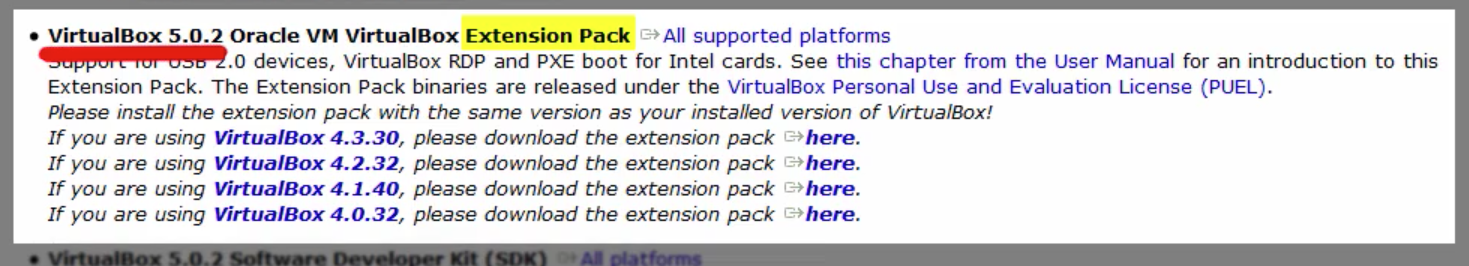 • VirtualBox 5.0.2 Oracle VM VirtualBox Extension Pack All supported platforms
Support for USB 2.0 devices, VirtualBox RDP and PXE boot for Intel cards. See this chapter from the User Manual for an introduction to this
Extension Pack. The Extension Pack binaries are released under the VirtualBox Personal Use and Evaluation License (PUEL).
Please install the extension pack with the same version as your installed version of VirtualBox!
If you are using VirtualBox 4.3.30, please download the extension pack here.
If you are using VirtualBox 4.2.32, please download the extension pack here.
If you are using VirtualBox 4.1.40, please download the extension pack here.
If you are using VirtualBox 4.0.32, please download the extension pack here.
• VirtualBox 5.0.2 Software Developer Kit (SDK) All platforms